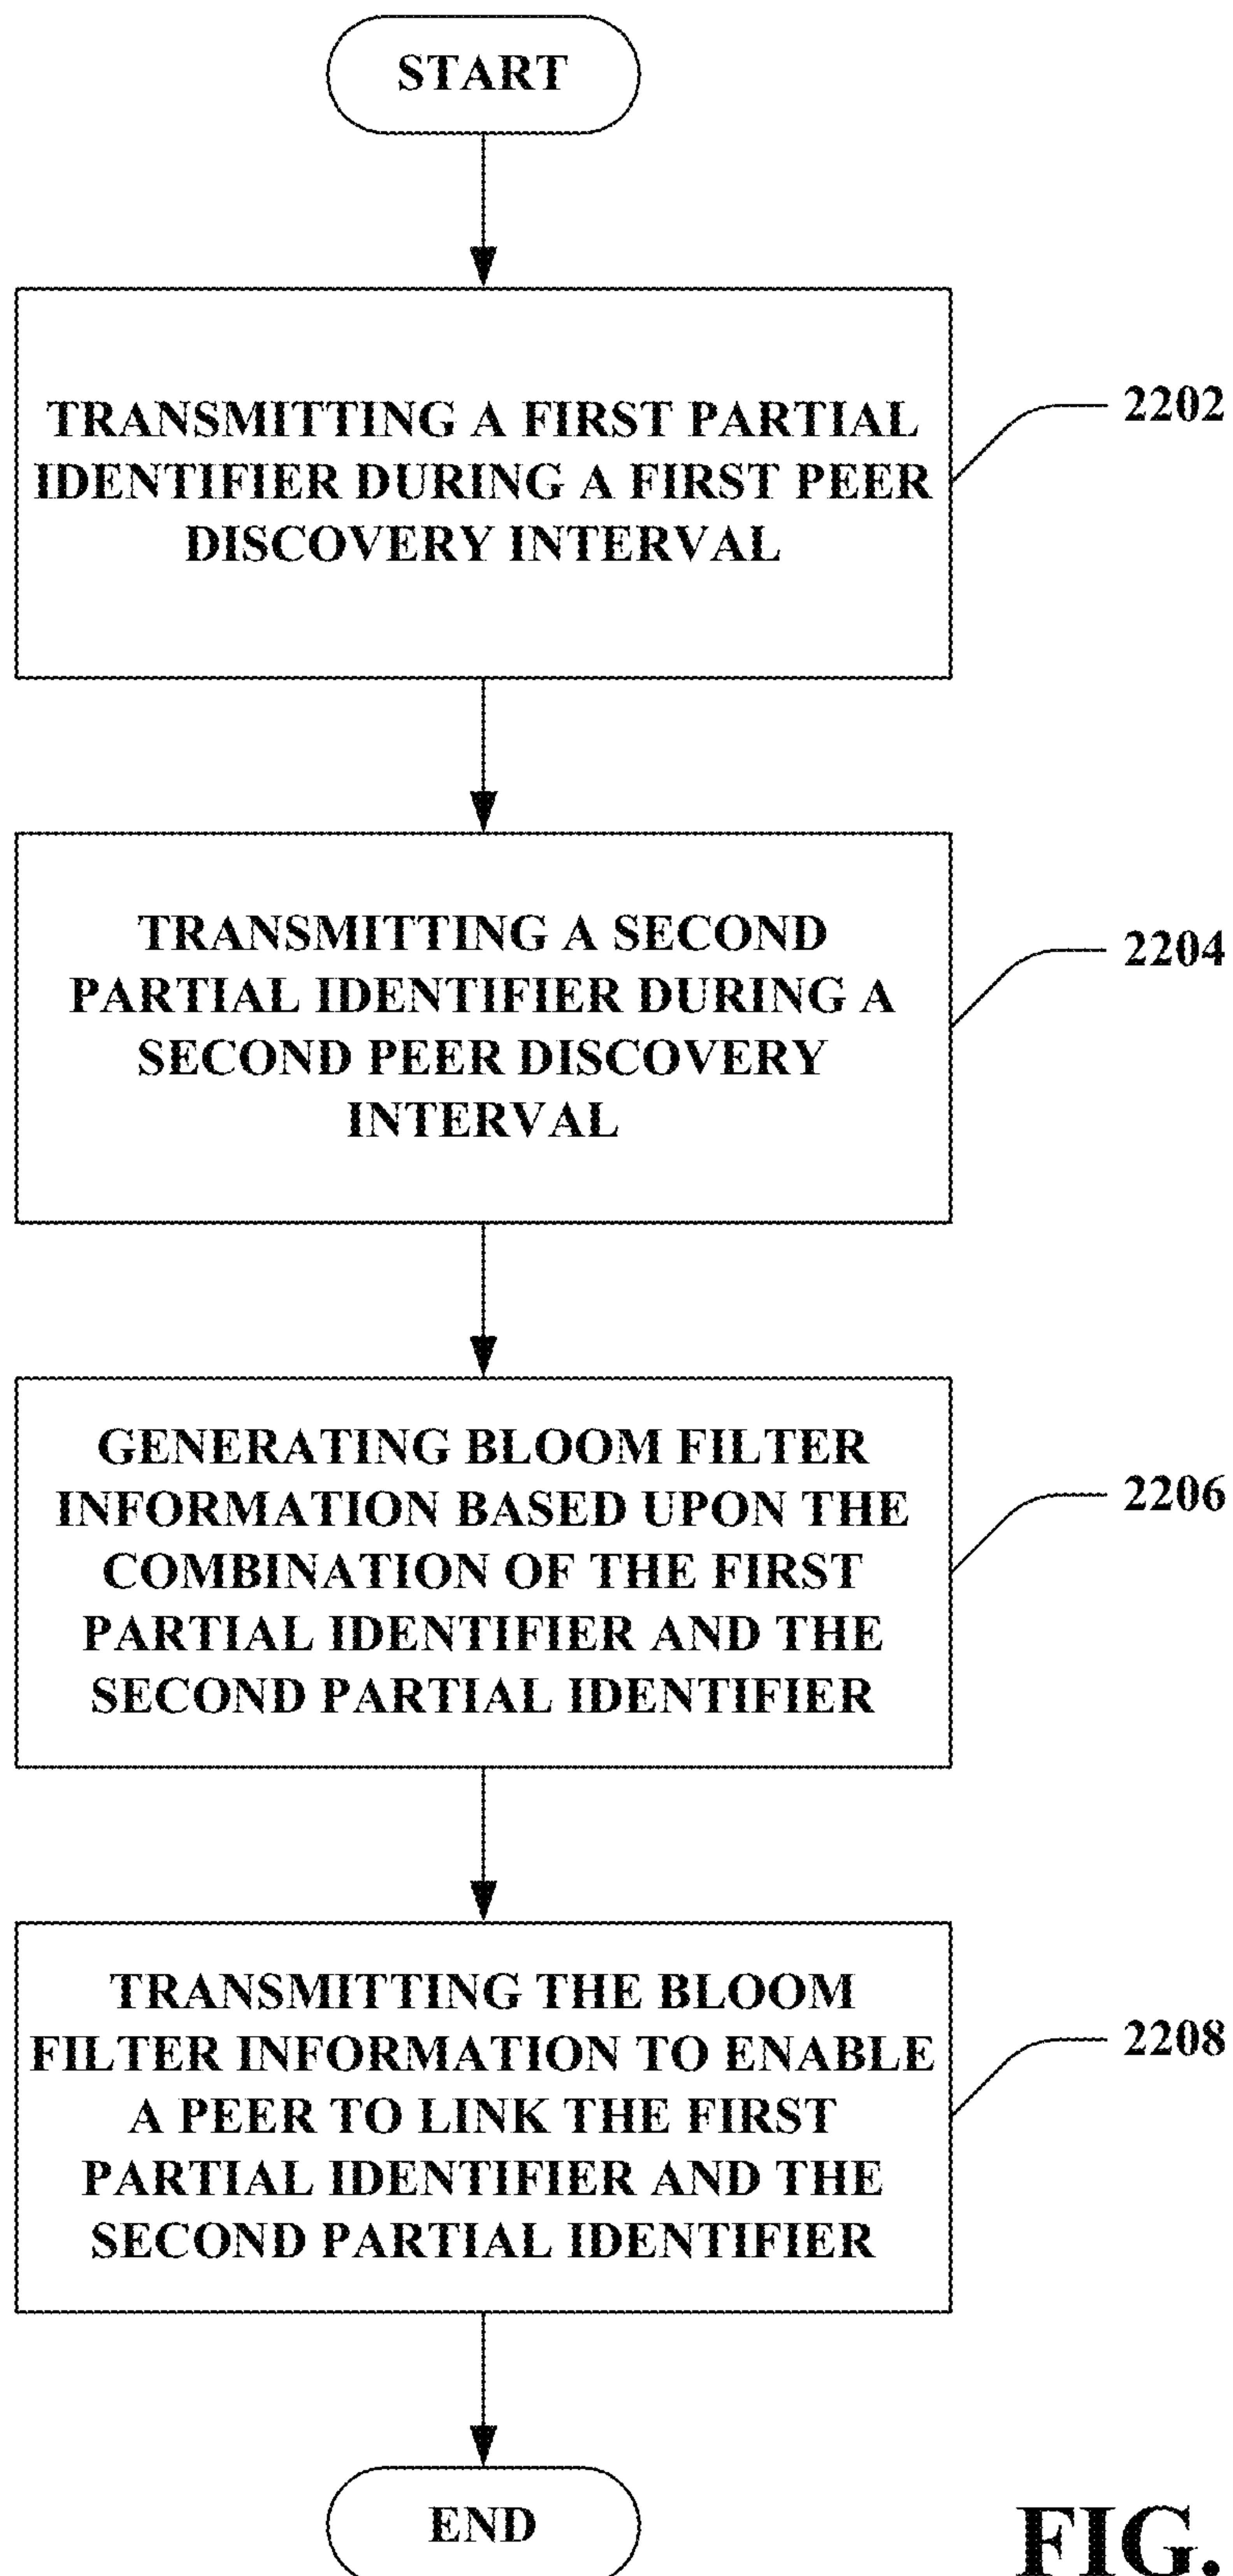 START
TRANSMITTING A FIRST PARTIAL
IDENTIFIER DURING A FIRST PEER
DISCOVERY INTERVAL
2202
TRANSMITTING A SECOND
PARTIAL IDENTIFIER DURING A
SECOND PEER DISCOVERY
INTERVAL
2204
GENERATING BLOOM FILTER
INFORMATION BASED UPON THE
COMBINATION OF THE FIRST
PARTIAL IDENTIFIER AND THE
SECOND PARTIAL IDENTIFIER
2206
TRANSMITTING THE BLOOM
FILTER INFORMATION TO ENABLE
A PEER TO LINK THE FIRST
PARTIAL IDENTIFIER AND THE
SECOND PARTIAL IDENTIFIER
2208
END
FIG.